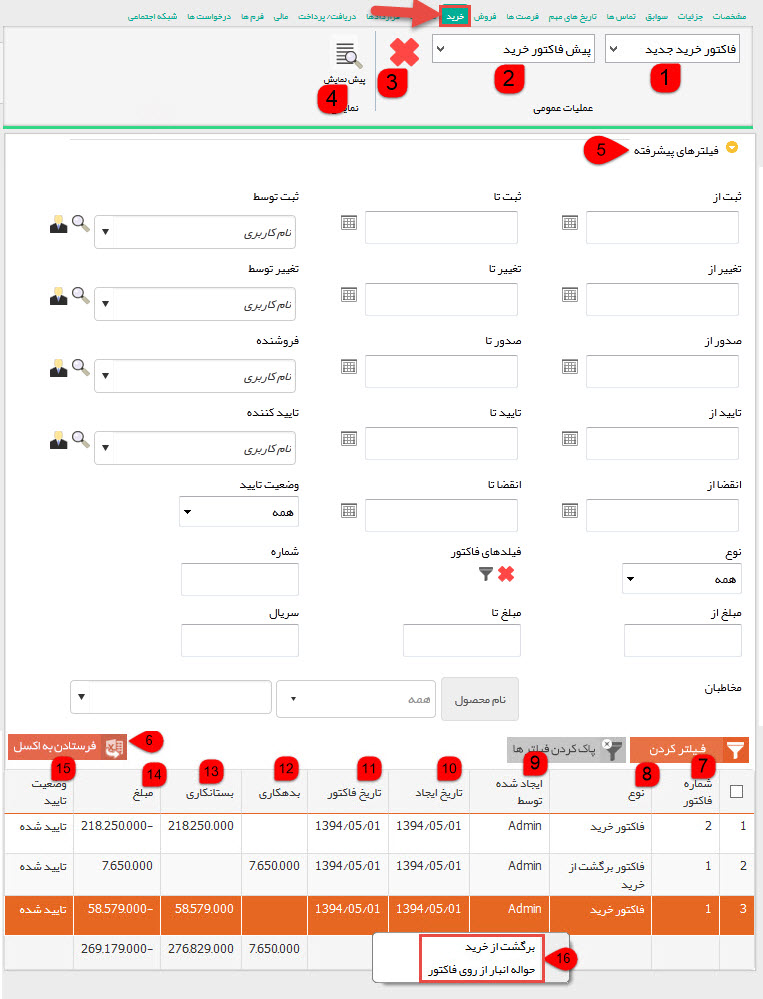 مشخصات جزئیات سوابق تماس ها تاریخ های مهم فرصت ها فروش خرید قراردادها دریافت/ پرداخت مالی فرم ها درخواست ها شبکه اجتماعی
فاکتور خرید جدید پیش فاکتور خرید
1 2 3
پیش نمایش
4
عملیات عمومی
فیلترهای پیشرفته 5
ثبت از ثبت تا ثبت توسط
نام کاربری
تغییر از تغییر تا تغییر توسط
نام کاربری
صدور از صدور تا فروشنده
نام کاربری
تایید از تایید تا تایید کننده
نام کاربری
انقضا از انقضا تا وضعیت تایید
همه
نوع فیلدهای فاکتور شماره
همه
مبلغ از مبلغ تا سریال
مخاطبان نام محصول همه
فیلتر کردن پاک کردن فیلتر ها فرستادن به اکسل 6
7 8 9 10 11 12 13 14 15
شماره فاکتور نوع ایجاد شده توسط تاریخ ایجاد تاریخ فاکتور بدهکاری بستانکاری مبلغ وضعیت تایید
1 2 فاکتور خرید Admin 1394/05/01 1394/05/01 218.250.000 218.250.000- تایید شده
2 1 فاکتور برگشت از خرید Admin 1394/05/01 1394/05/01 7.650.000 7.650.000 تایید شده
3 1 فاکتور خرید Admin 1394/05/01 1394/05/01 58.579.000 58.579.000- تایید شده
7.650.000 276.829.000 269.179.000-
برگشت از خرید
حواله انبار از روی فاکتور
16